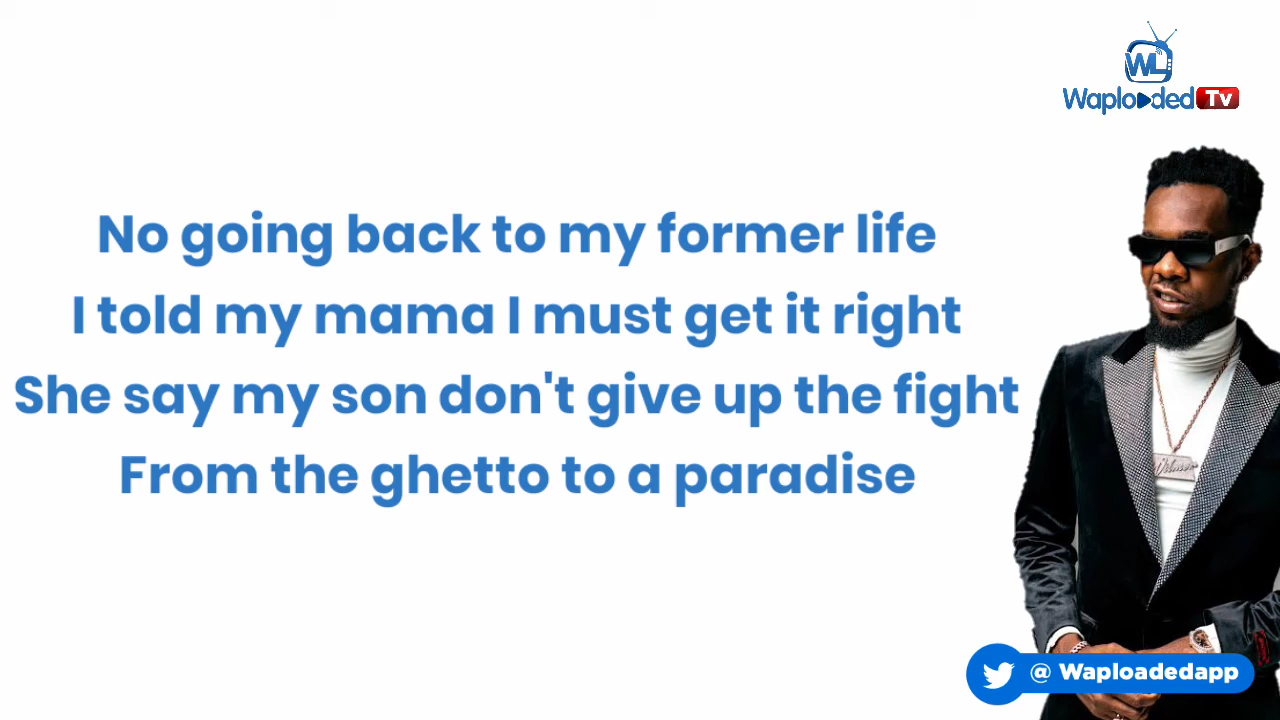 WL
Waploaded Tv
No going back to my former life
I told my mama I must get it right
She say my son don't give up the fight
From the ghetto to a paradise
@ Waploadedapp